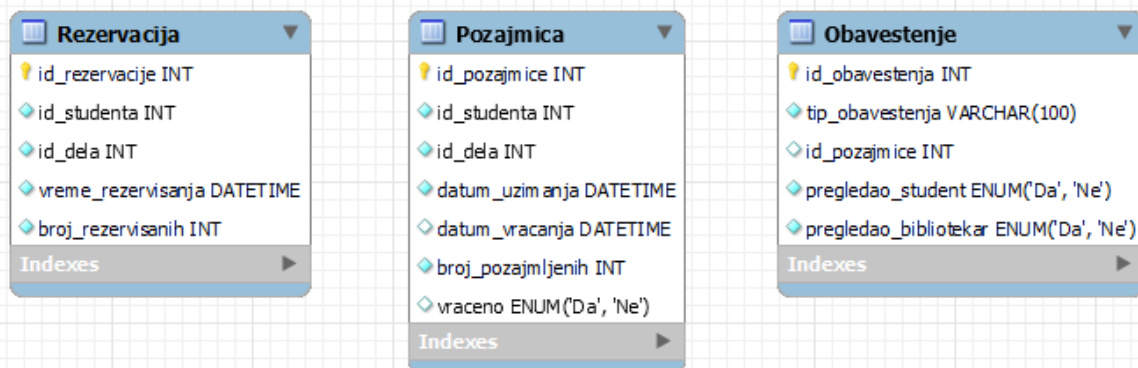 Rezervacija
id_rezervacije INT
id_studenta INT
id_dela INT
vreme_rezervisanja DATETIME
broj_rezervisanih INT
Indexes
Pozajmica
id_pozajmice INT
id_studenta INT
id_dela INT
datum_uzimanja DATETIME
datum_vracanja DATETIME
broj_pozajmljenih INT
vraceno ENUM('Da', 'Ne')
Indexes
Obavestenje
id_obavestenja INT
tip_obavestenja VARCHAR(100)
id_pozajmice INT
pregledao_student ENUM('Da', 'Ne')
pregledao_bibliotekar ENUM('Da', 'Ne')
Indexes